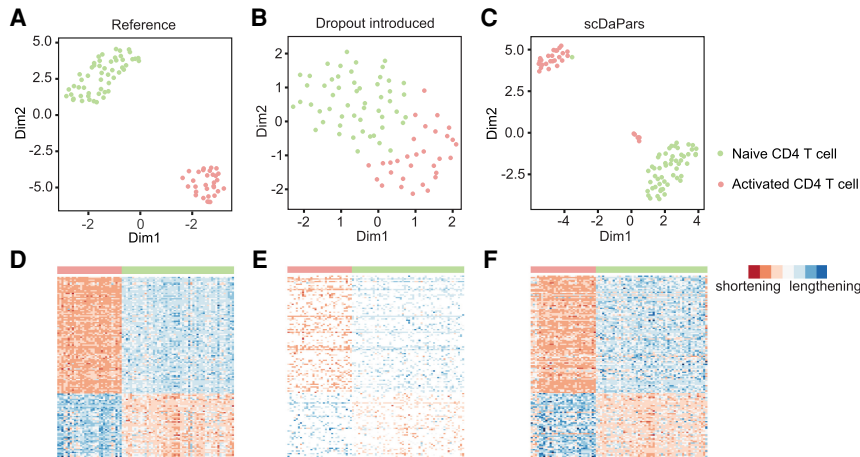 A
Reference
5.0
2.5
0.0
-2.5
-5.0
Dim2
-2
0
-2
Dim1
B
Dropout introduced
2
1
0
-1
-2
Dim2
-2
1
0
1
2
Dim1
C
scDaPars
5.0
2.5
0.0
-2.5
Dim2
-4
-2
0
2
4
Dim1
Naive CD4 T cell
Activated CD4 T cell
D
E
F
shortening
lengthening